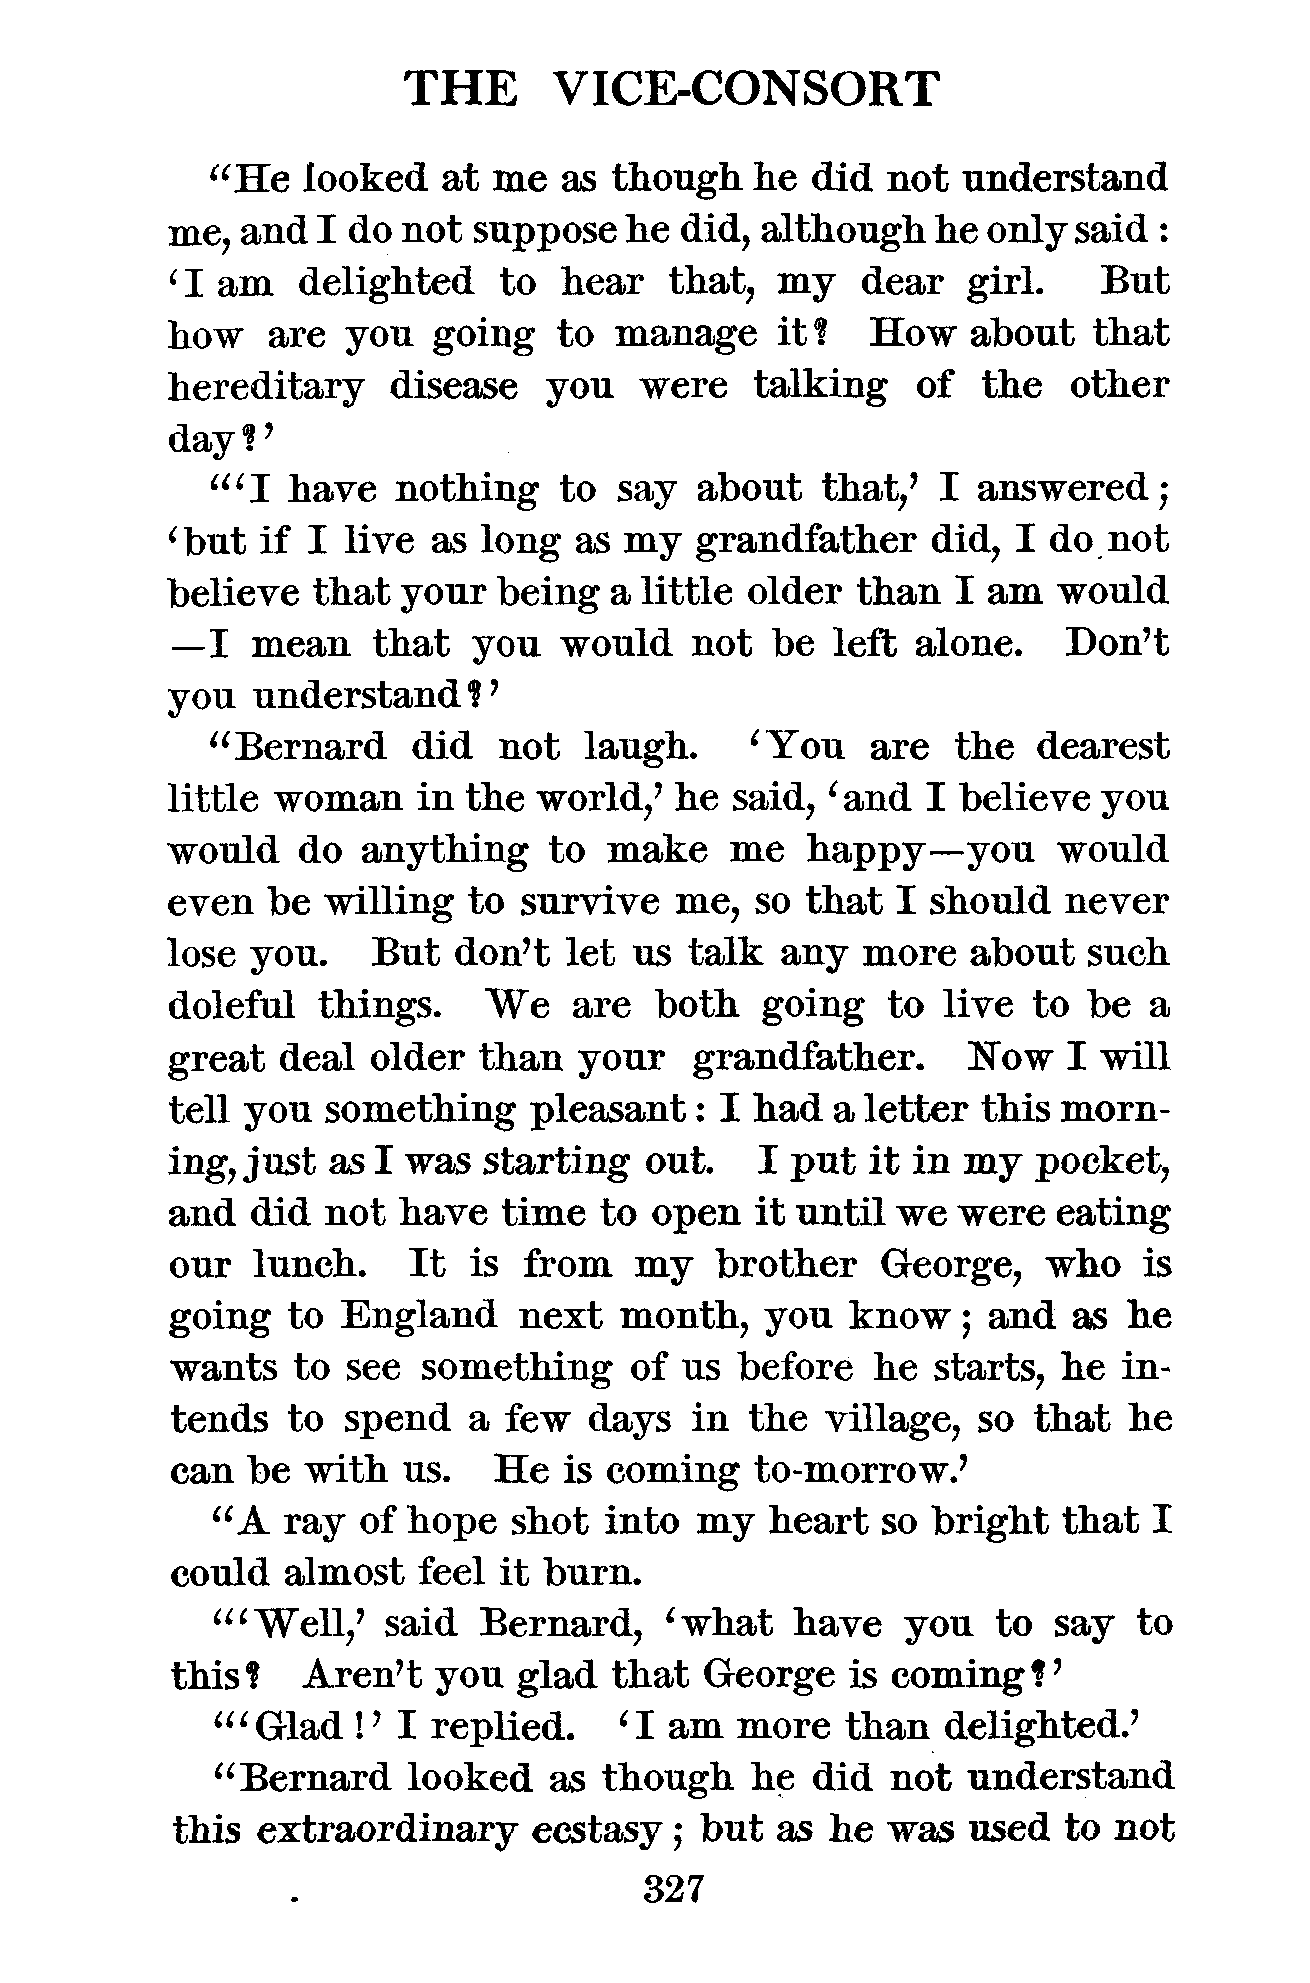 THE VICE-CONSORT
“He looked at me as though he did not understand
me, and I do not suppose he did, although he only said:
‘I am delighted to hear that, my dear girl. But
how are you going to manage it? How about that
hereditary disease you were talking of the other
day?’
“‘I have nothing to say about that,’ I answered;
‘but if I live as long as my grandfather did, I do not
believe that your being a little older than I am would
—I mean that you would not be left alone. Don’t
you understand?’
“Bernard did not laugh. ‘You are the dearest
little woman in the world,’ he said, ‘and I believe you
would do anything to make me happy—you would
even be willing to survive me, so that I should never
lose you. But don’t let us talk any more about such
doleful things. We are both going to live to be a
great deal older than your grandfather. Now I will
tell you something pleasant: I had a letter this morn-
ing, just as I was starting out. I put it in my pocket,
and did not have time to open it until we were eating
our lunch. It is from my brother George, who is
going to England next month, you know; and as he
wants to see something of us before he starts, he in-
tends to spend a few days in the village, so that he
can be with us. He is coming to-morrow.’
“A ray of hope shot into my heart so bright that I
could almost feel it burn.
“‘Well,’ said Bernard, ‘what have you to say to
this? Aren’t you glad that George is coming?’
“‘Glad!’ I replied. ‘I am more than delighted.’
“Bernard looked as though he did not understand
this extraordinary ecstasy; but as he was used to not
327